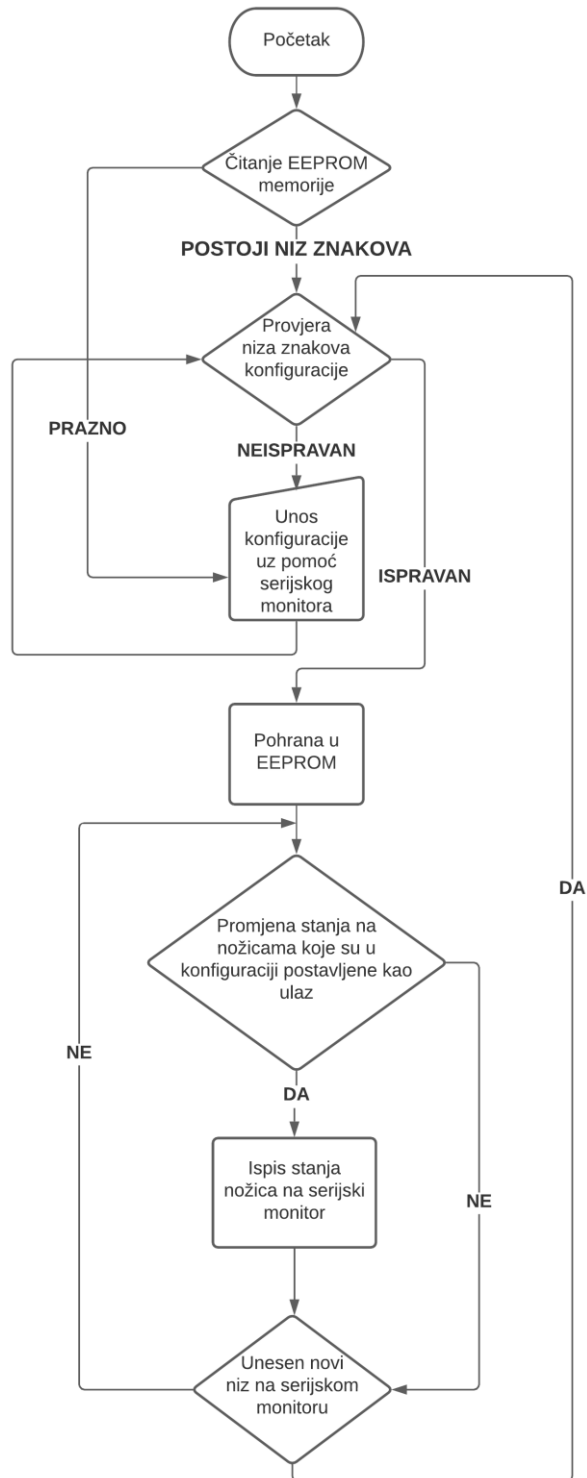 Početak
Čitanje EEPROM
memorije
POSTOJI NIZ ZNAKOVA
Provjera
niza znakova
konfiguracije
PRAZNO
NEISPRAVAN
Unos
konfiguracije
uz pomoć
serijskog
monitora
ISPRAVAN
Pohrana u
EEPROM
DA
Promjena stanja na
nožicama koje su u
konfiguraciji postavljene kao
ulaz
NE
DA
Ispis stanja
nožica na serijski
monitor
NE
Unesen novi
niz na serijskom
monitoru